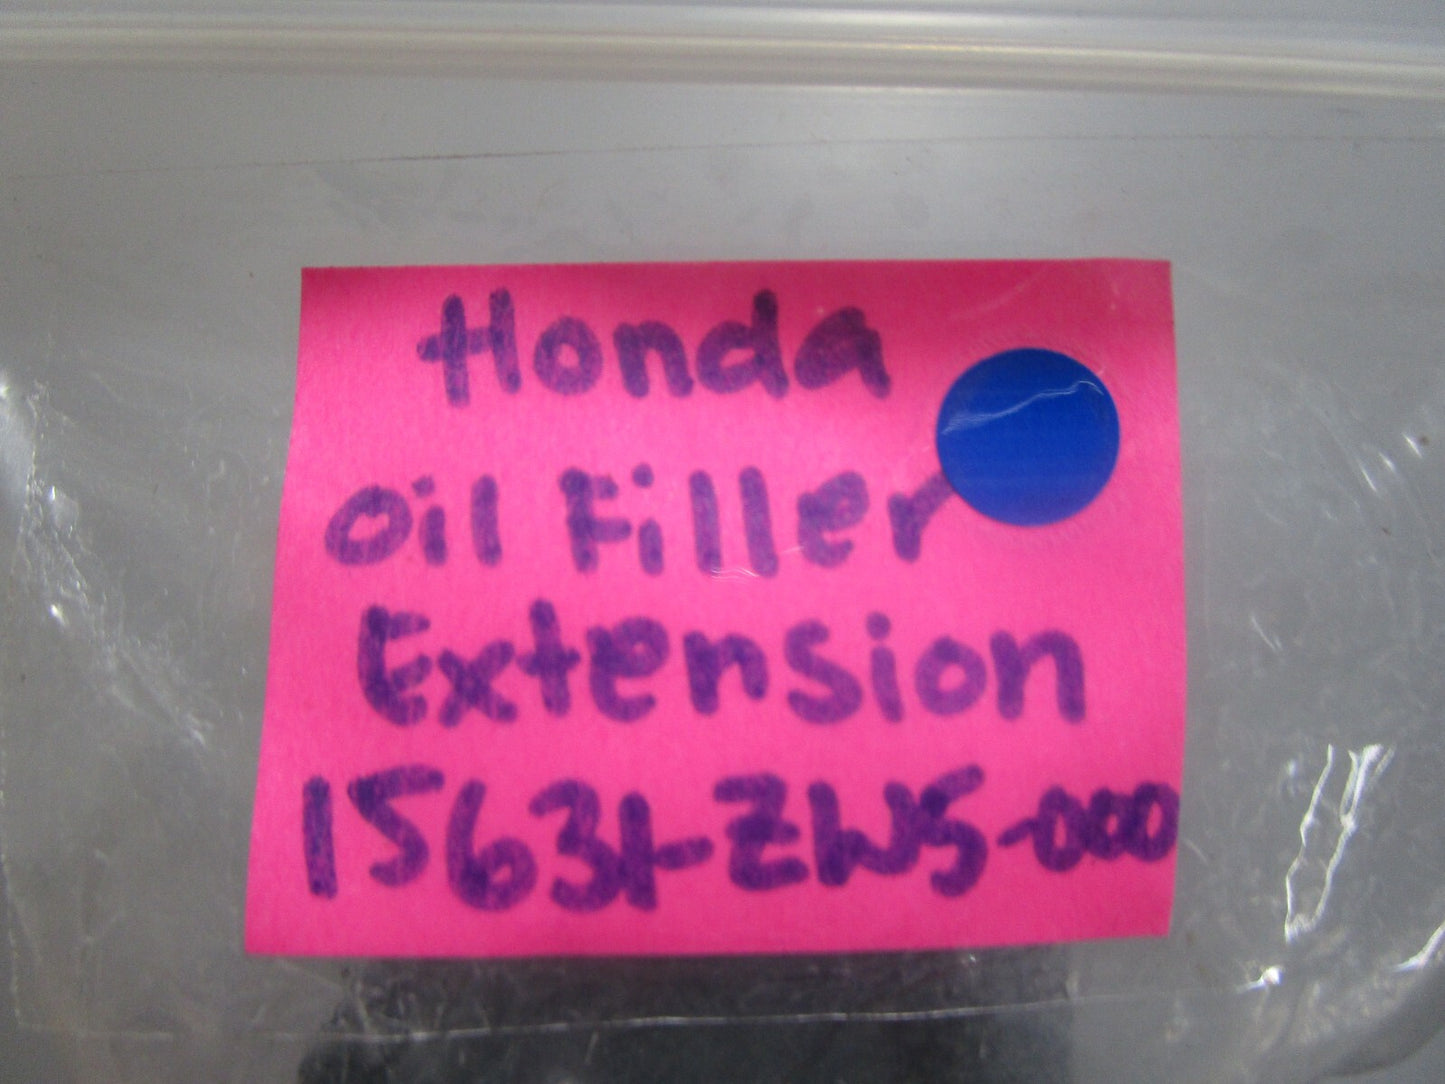 Honda
Oil Filler
Extension
15631-ZW5-000